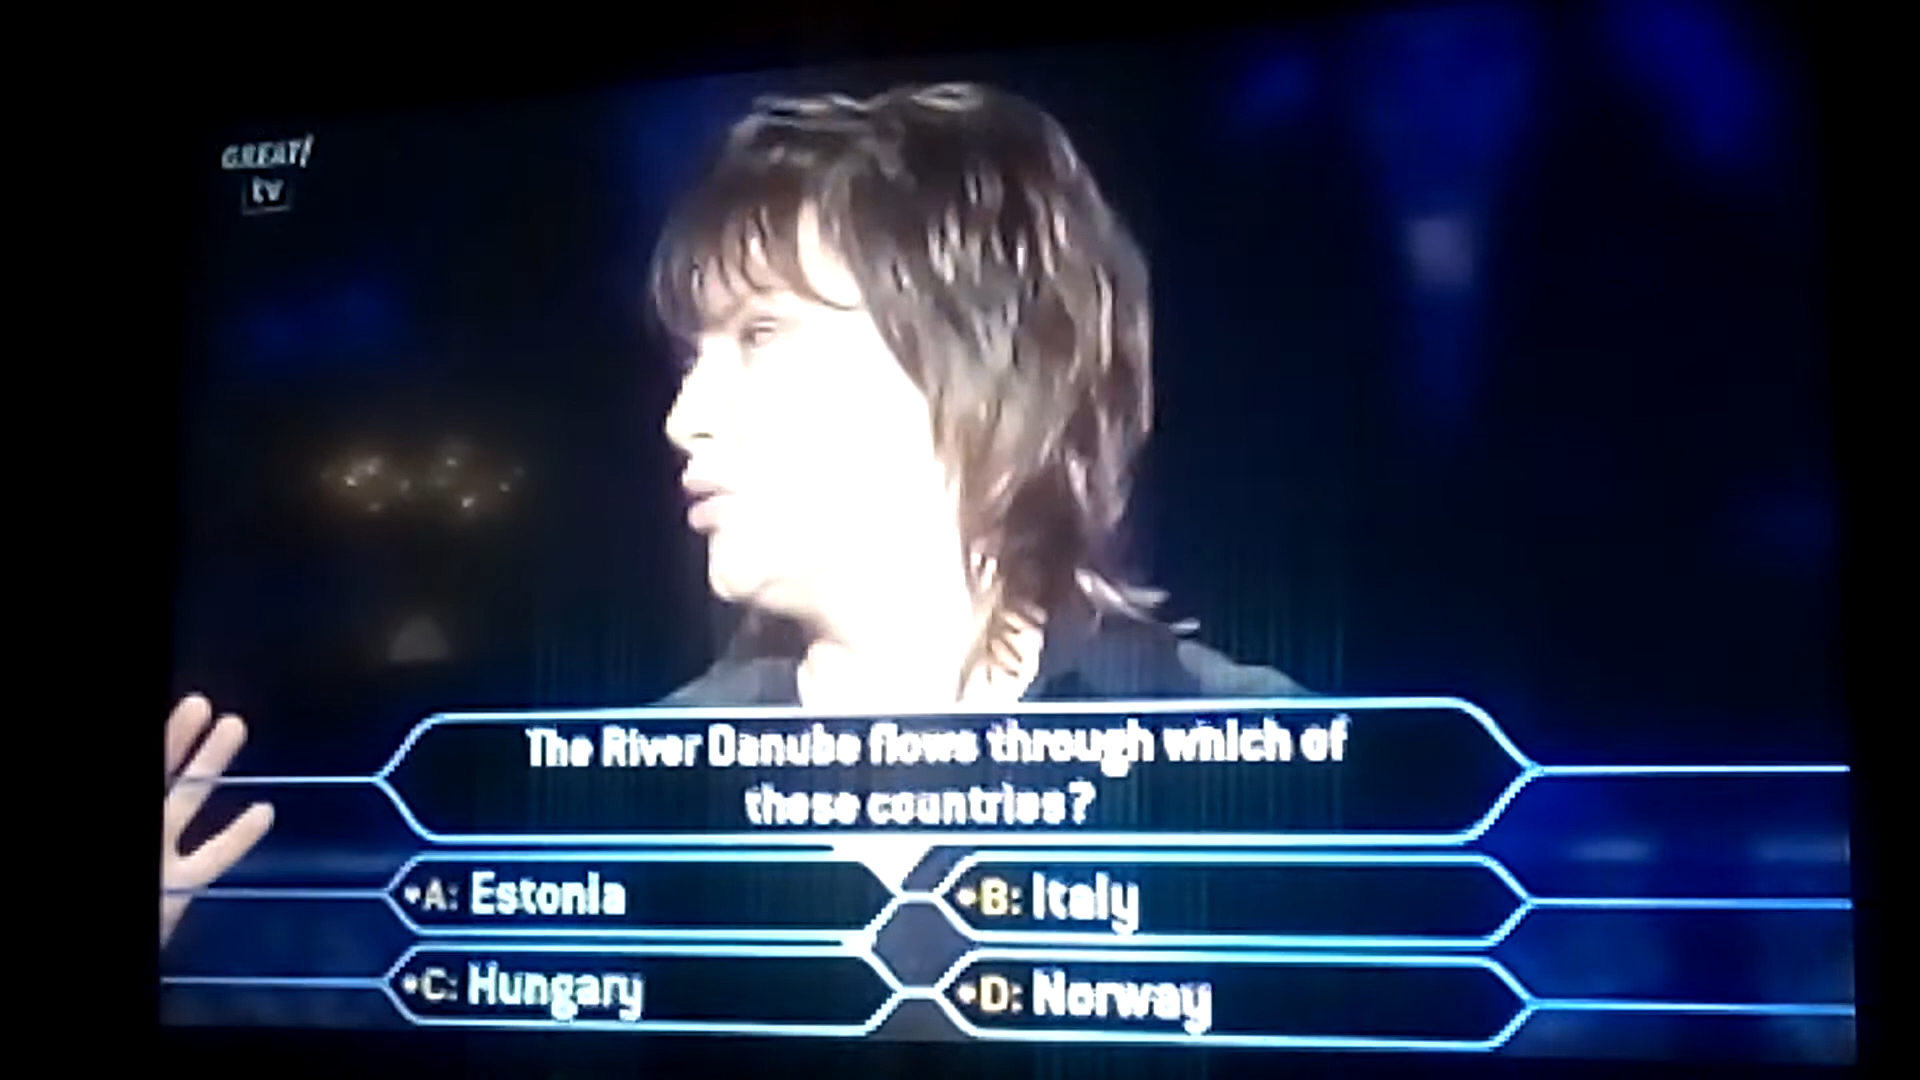 GREAT!
tv
The River Danube flows through which of
these countries?
•A: Estonia
•B: Italy
•C: Hungary
•D: Norway